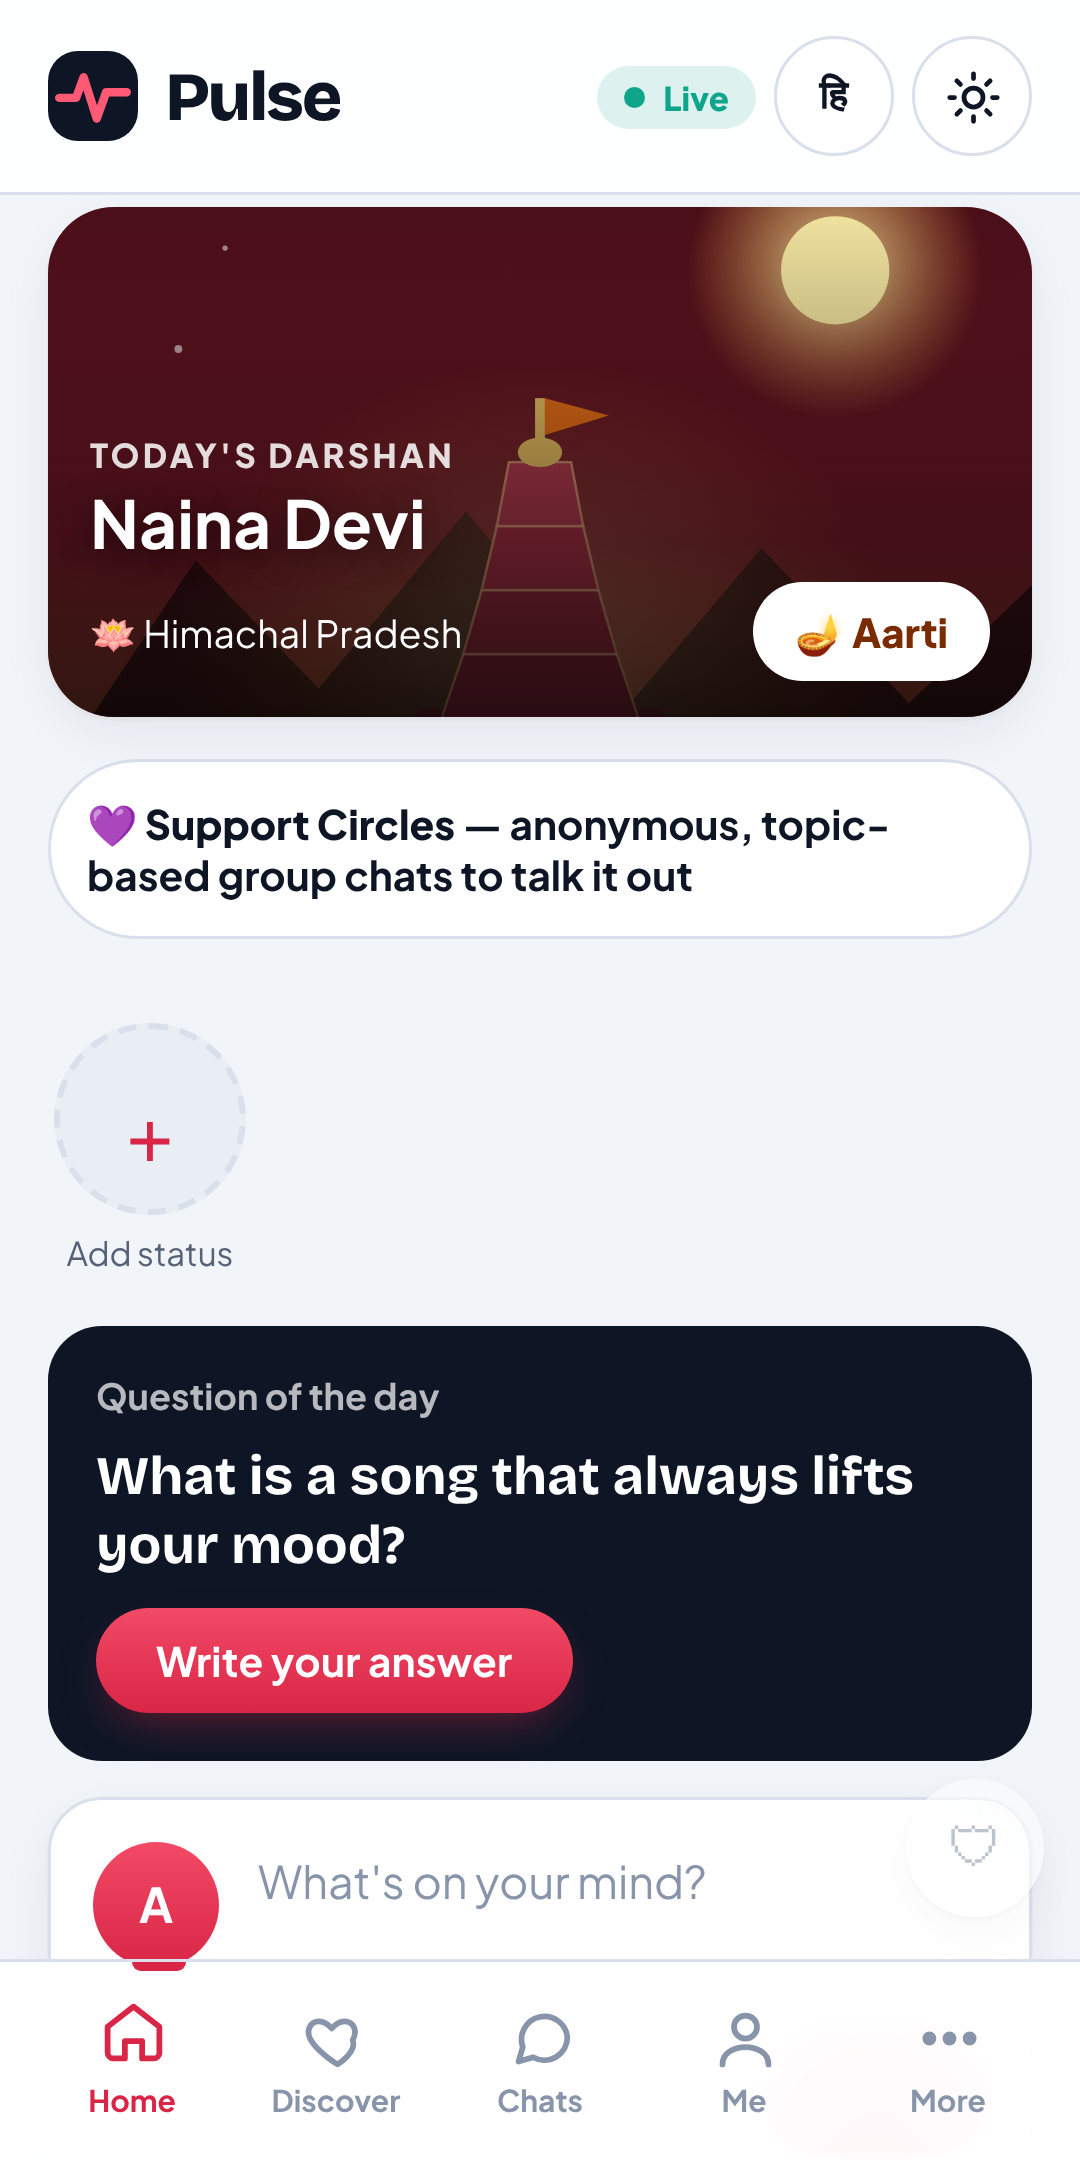 Pulse
Live
हि
TODAY'S DARSHAN
Naina Devi
🪷 Himachal Pradesh
🪔 Aarti
💜 Support Circles — anonymous, topic-
based group chats to talk it out
+
Add status
Question of the day
What is a song that always lifts
your mood?
Write your answer
A
What's on your mind?
Home
Discover
Chats
Me
More